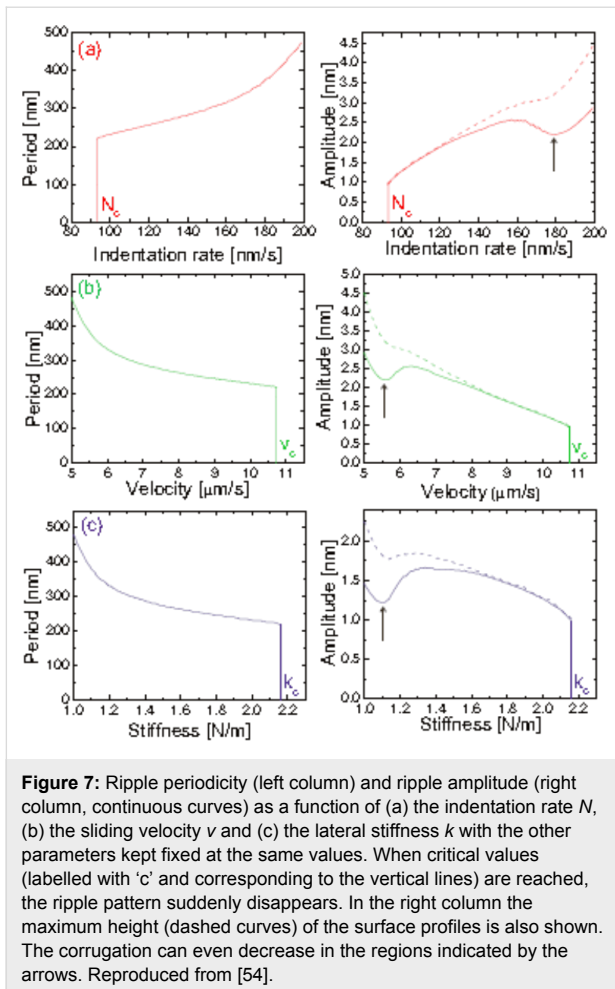 500
400
300
200
100
0
Period [nm]
(a)
N_c
80 100 120 140 160 180 200
Indentation rate [nm/s]
4.5
4.0
3.5
3.0
2.5
2.0
1.5
1.0
0.5
0.0
Amplitude [nm]
N_c
80 100 120 140 160 180 200
Indentation rate [nm/s]
500
400
300
200
100
0
Period [nm]
(b)
v_c
5 6 7 8 9 10 11
Velocity [μm/s]
5.0
4.5
4.0
3.5
3.0
2.5
2.0
1.5
1.0
0.5
0.0
Amplitude [nm]
v_c
5 6 7 8 9 10 11
Velocity (μm/s]
500
400
300
200
100
0
Period [nm]
(c)
k_c
1.0 1.2 1.4 1.6 1.8 2.0 2.2
Stiffness [N/m]
2.0
1.5
1.0
0.5
0.0
Amplitude [nm]
k_c
1.0 1.2 1.4 1.6 1.8 2.0 2.2
Stiffness [N/m]
Figure 7: Ripple periodicity (left column) and ripple amplitude (right
column, continuous curves) as a function of (a) the indentation rate N,
(b) the sliding velocity v and (c) the lateral stiffness k with the other
parameters kept fixed at the same values. When critical values
(labelled with ‘c’ and corresponding to the vertical lines) are reached,
the ripple pattern suddenly disappears. In the right column the
maximum height (dashed curves) of the surface profiles is also shown.
The corrugation can even decrease in the regions indicated by the
arrows. Reproduced from [54].